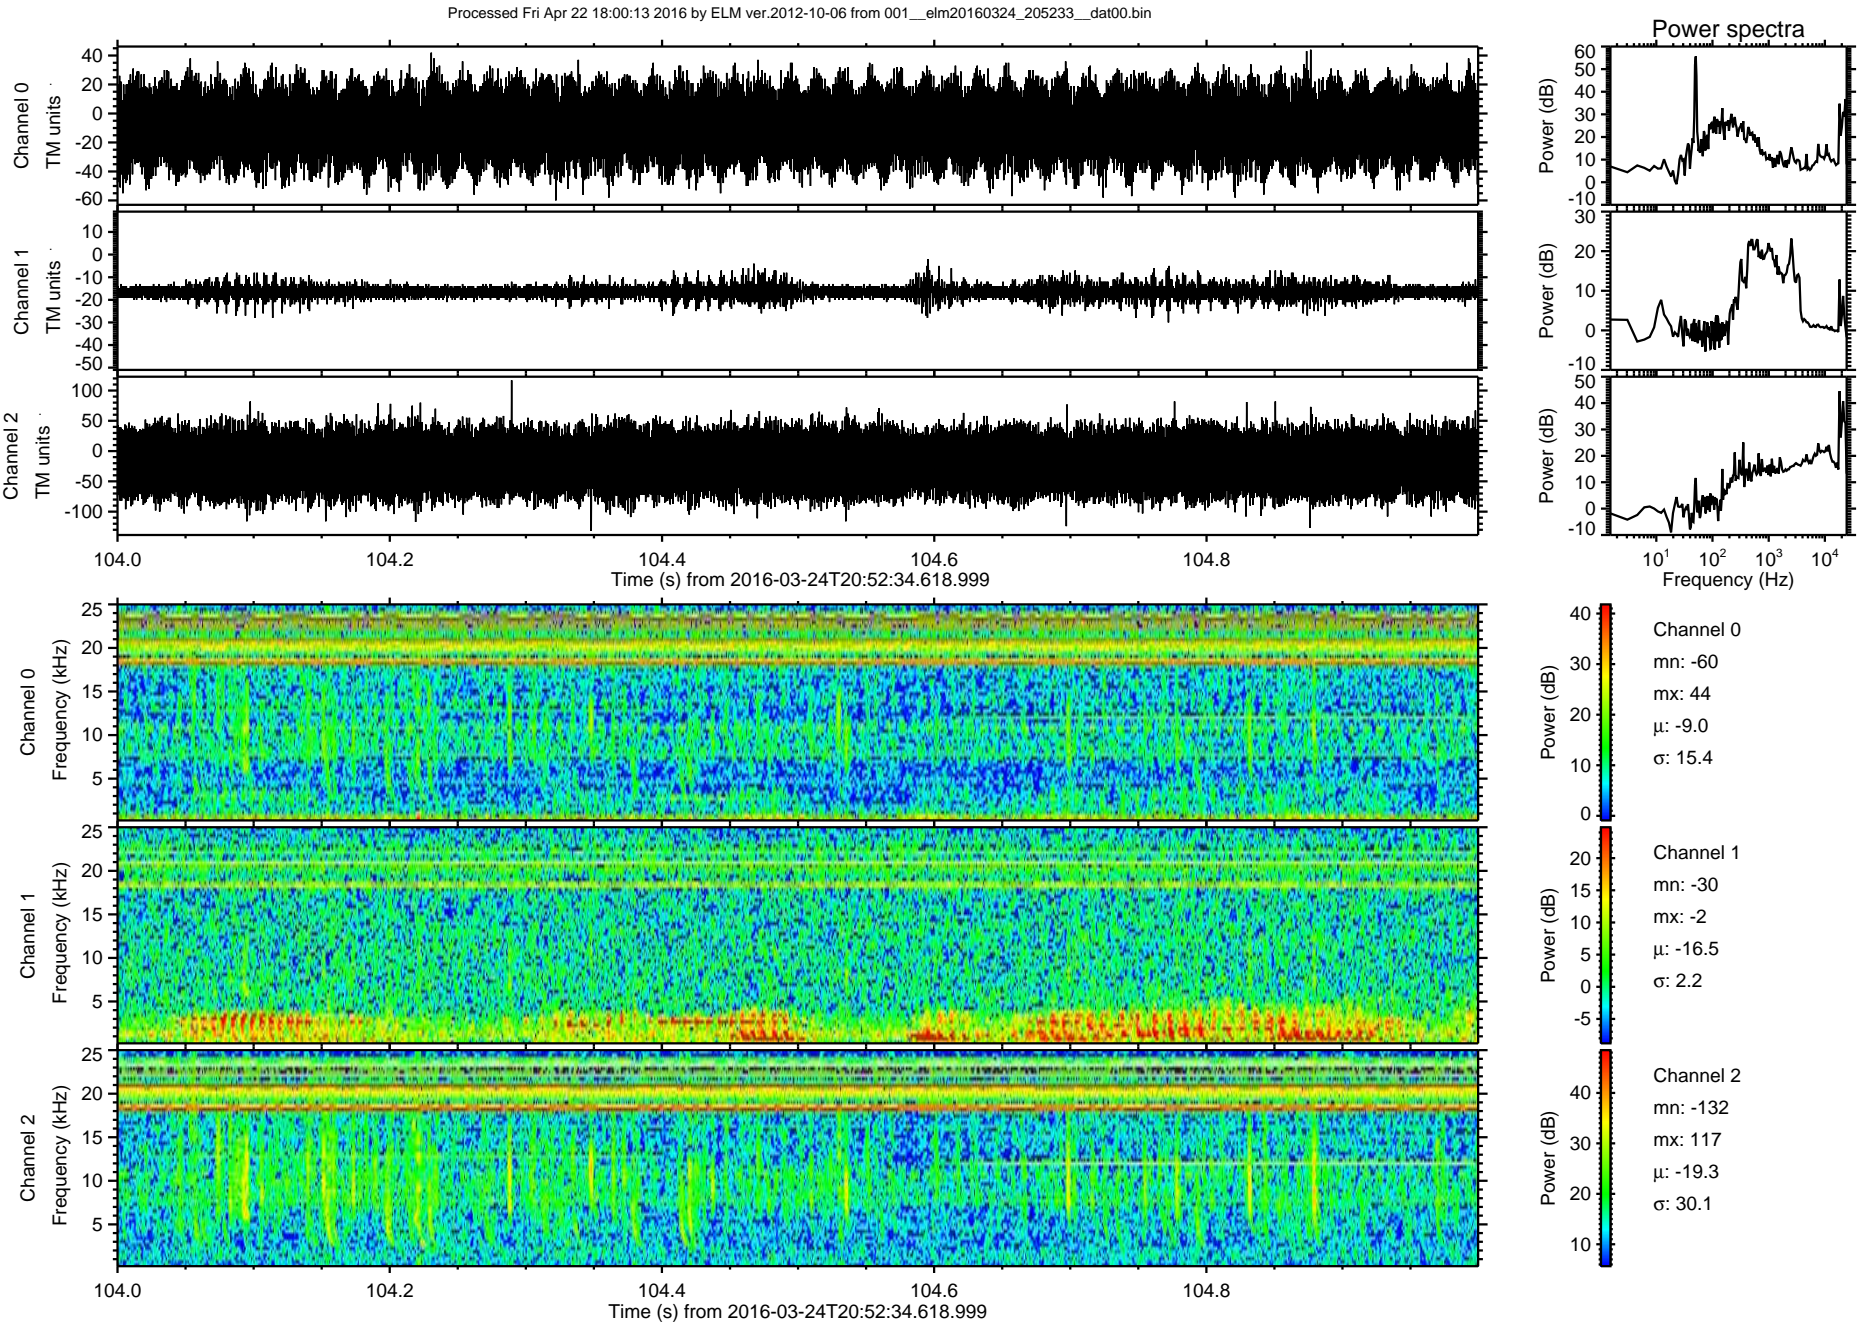 Processed Fri Apr 22 18:00:13 2016 by ELM ver.2012-10-06 from 001__elm20160324_205233__dat00.bin
Power spectra
Channel 0
TM units
40
20
0
-20
-40
-60
Power (dB)
60
50
40
30
20
10
0
-10
Channel 1
TM units
10
0
-10
-20
-30
-40
-50
Power (dB)
30
20
10
0
-10
Channel 2
TM units
100
50
0
-50
-100
Power (dB)
50
40
30
20
10
0
-10
104.0 104.2 104.4 104.6 104.8
Time (s) from 2016-03-24T20:52:34.618.999
10^1 10^2 10^3 10^4
Frequency (Hz)
Channel 0
Frequency (kHz)
25
20
15
10
5
Power (dB)
40
30
20
10
0
Channel 0
mn: -60
mx: 44
μ: -9.0
σ: 15.4
Channel 1
Frequency (kHz)
25
20
15
10
5
Power (dB)
20
15
10
5
0
-5
Channel 1
mn: -30
mx: -2
μ: -16.5
σ: 2.2
Channel 2
Frequency (kHz)
25
20
15
10
5
Power (dB)
40
30
20
10
Channel 2
mn: -132
mx: 117
μ: -19.3
σ: 30.1
104.0 104.2 104.4 104.6 104.8
Time (s) from 2016-03-24T20:52:34.618.999